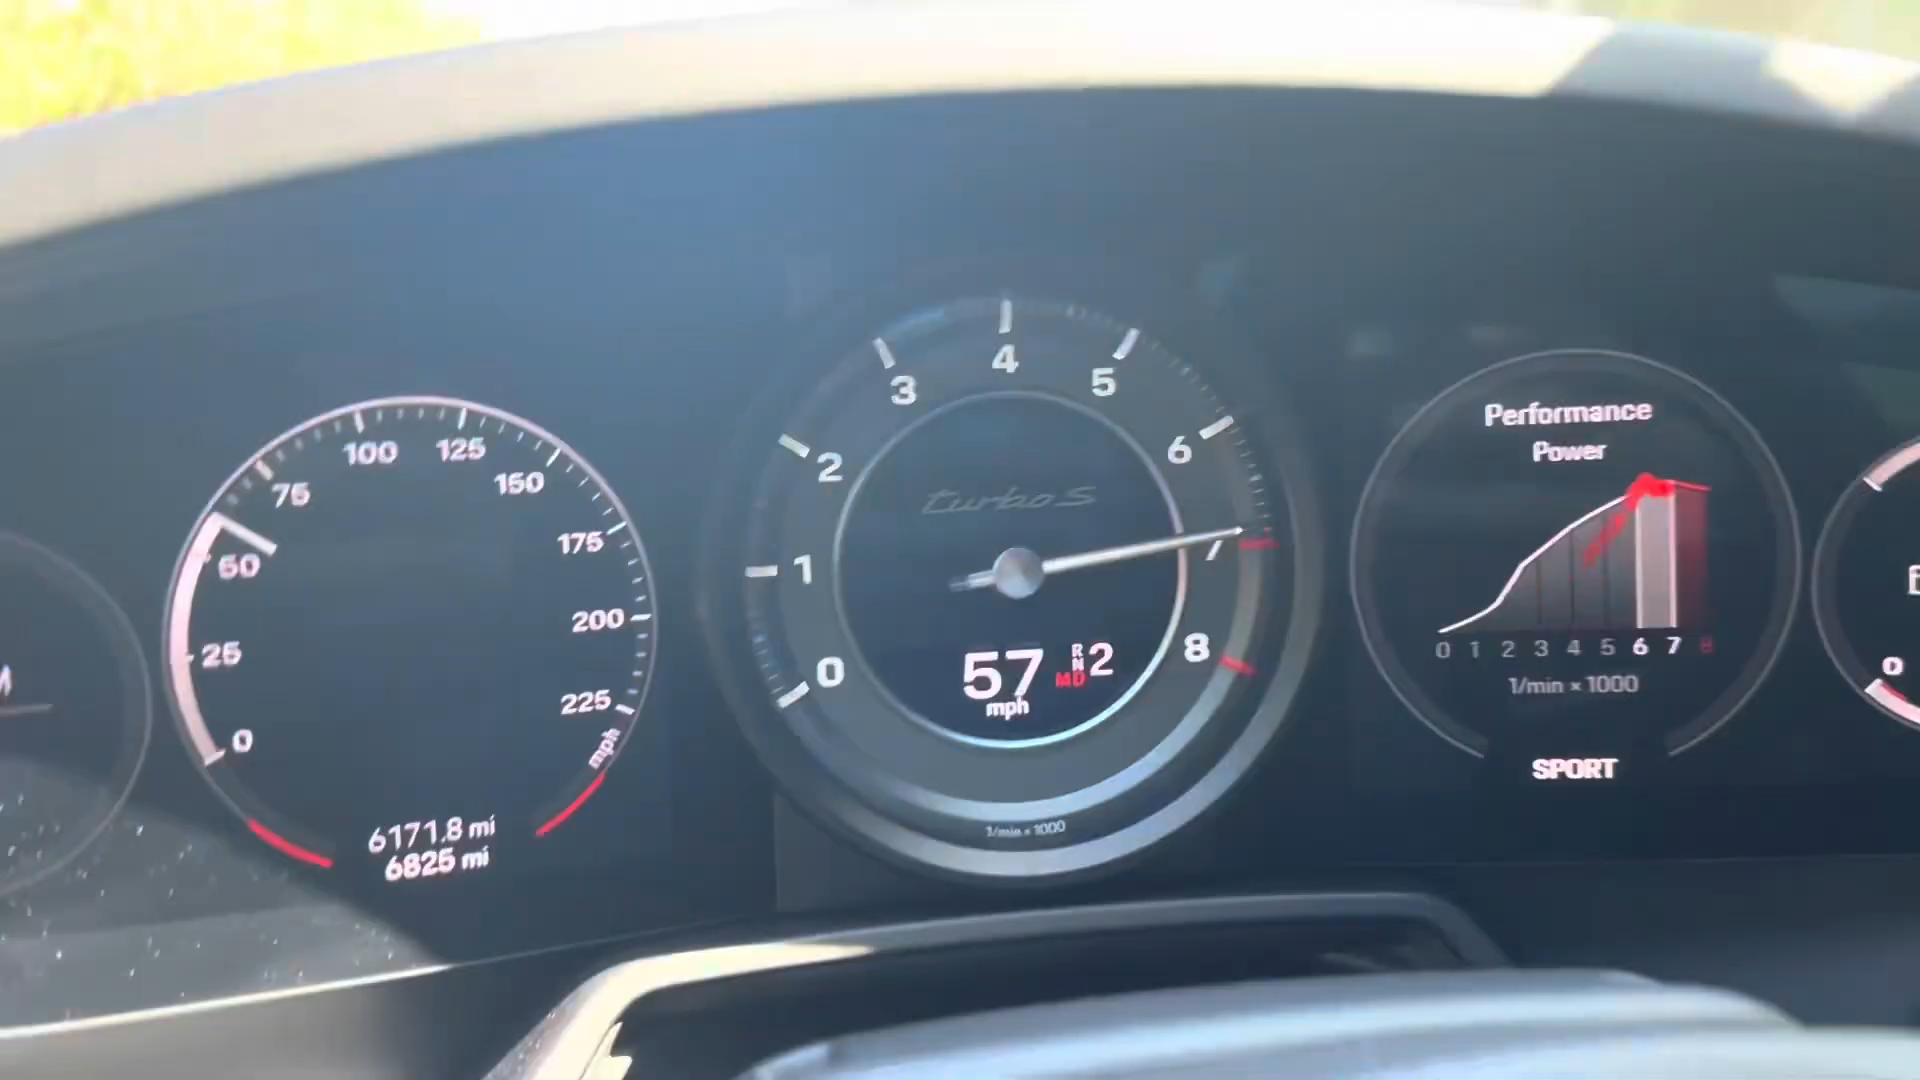 0
25
50
75
100
125
150
175
200
225
mph
6171.8 mi
6825 mi
0
1
2
3
4
5
6
7
8
turbo S
57
mph
R
N
MD
2
1/min × 1000
Performance
Power
0 1 2 3 4 5 6 7 8
1/min × 1000
SPORT
0